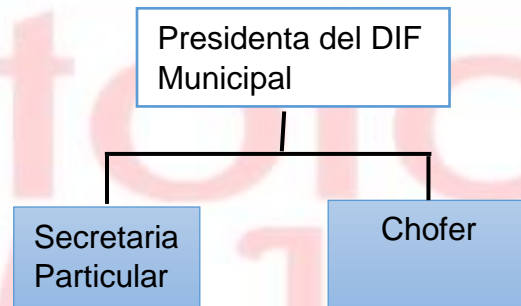 Presidenta del DIF
Municipal
Secretaria
Particular
Chofer